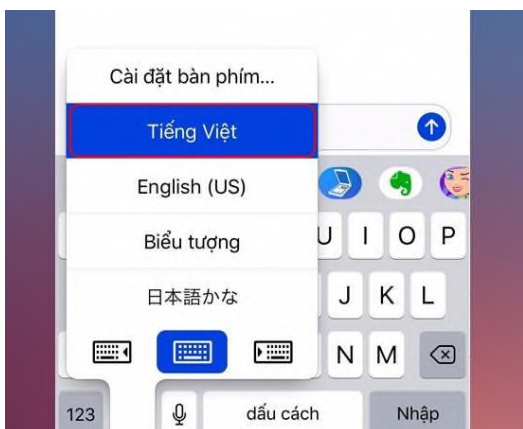 Cài đặt bàn phím...
Tiếng Việt
English (US)
Biểu tượng
日本語かな
U I O P
J K L
N M
123 dấu cách Nhập